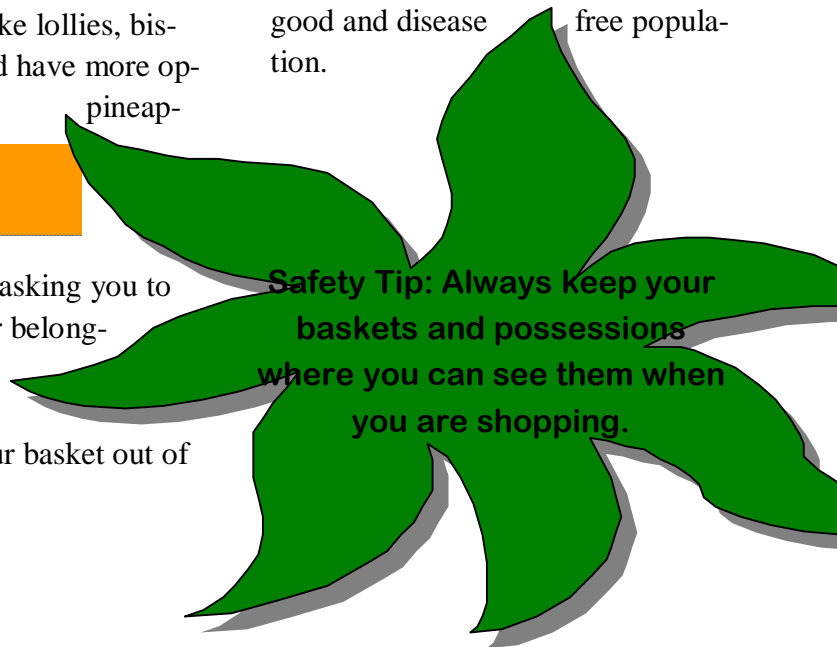 ke lollies, bis-
d have more op-
pineap-
asking you to
r belong-
ur basket out of
good and disease free popula-
tion.
Safety Tip: Always keep your
baskets and possessions
where you can see them when
you are shopping.